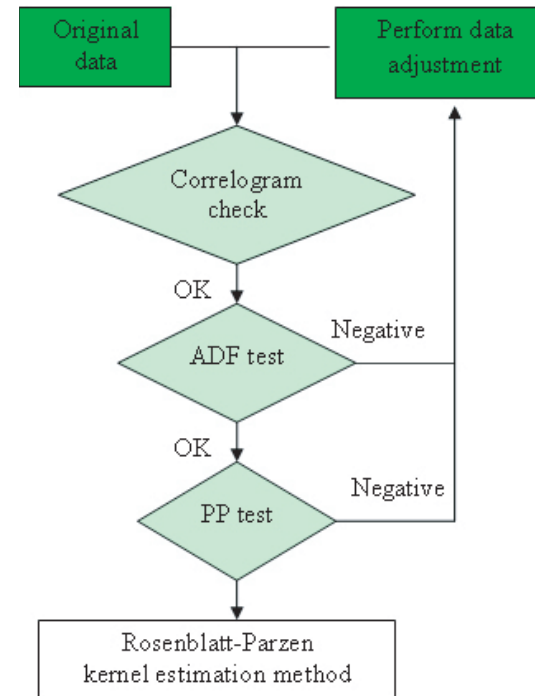 Original
data
Perform data
adjustment
Correlogram
check
OK
ADF test
Negative
OK
PP test
Negative
Rosenblatt-Parzen
kernel estimation method